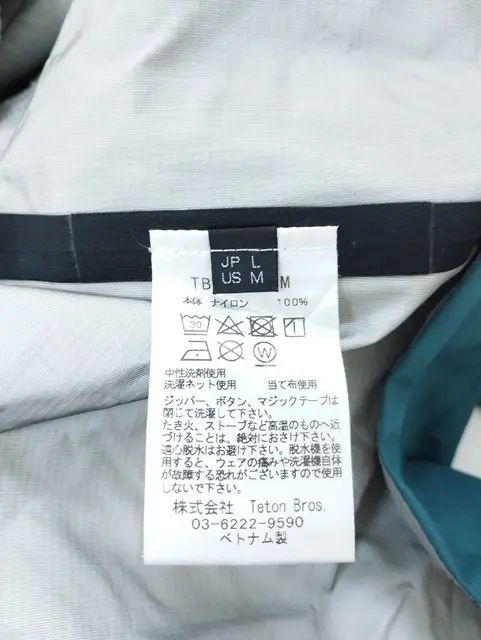 JP L
US M
TB M
本体 ナイロン 100%
30
W
中性洗剤使用
洗濯ネット使用 当て布使用
ジッパー、ボタン、マジックテープは
閉じて洗濯して下さい。
たき火、ストーブなど高温のものへ近
づけることは、絶対におさけ下さい。
遠心脱水はお避け下さい。脱水機を使
用すると、ウェアの痛みや洗濯機自体
が故障する恐れがございますので使用
しないで下さい。
株式会社 Teton Bros.
03-6222-9590
ベトナム製